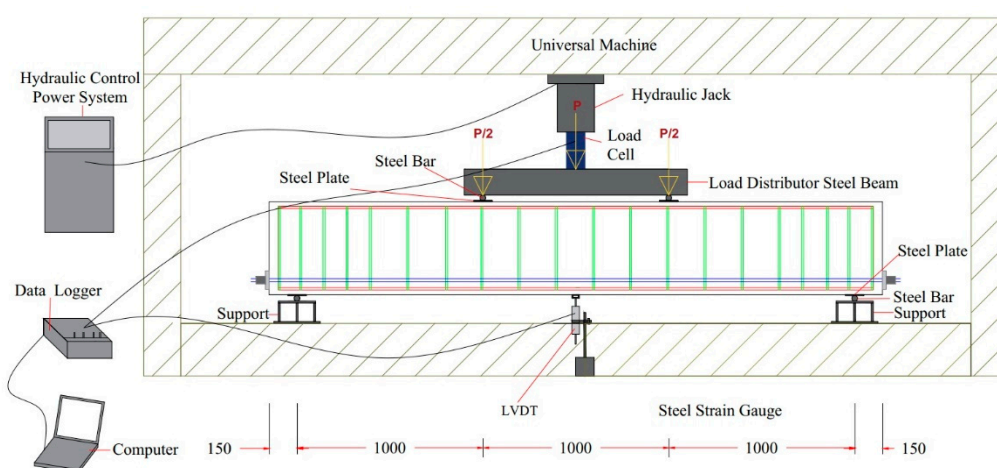 Universal Machine
Hydraulic Control
Power System
Hydraulic Jack
P
P/2
P/2
Load
Cell
Steel Bar
Steel Plate
Load Distributor Steel Beam
Steel Plate
Data Logger
Support
Steel Bar
Support
LVDT
Steel Strain Gauge
Computer
150
1000
1000
1000
150